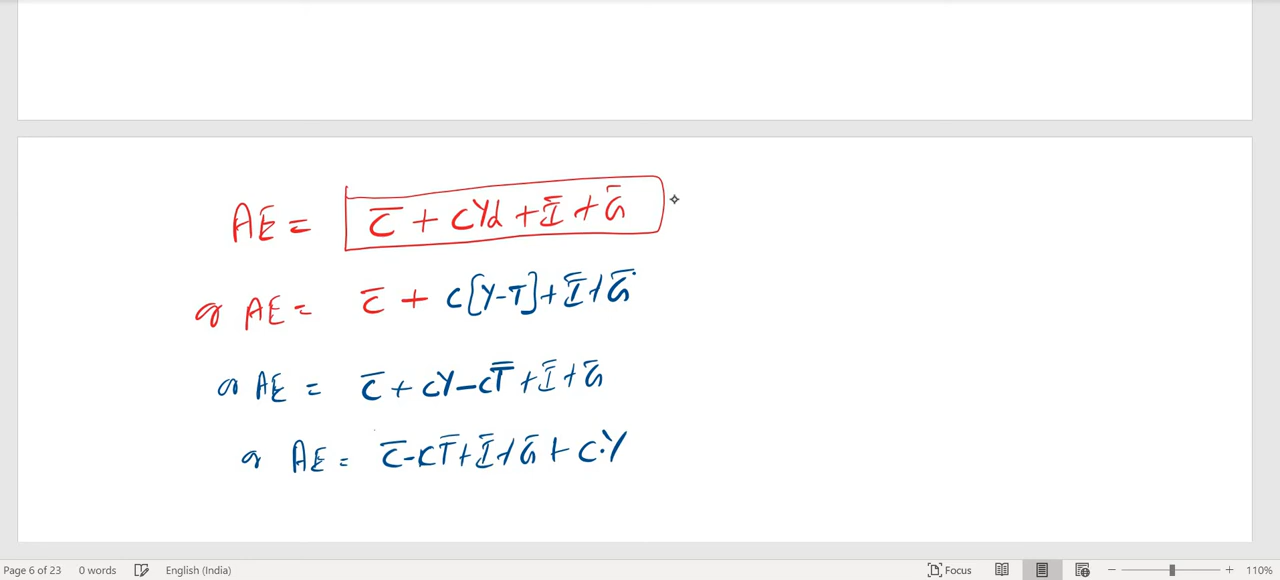 AE = C̄ + CYd + Ī + Ḡ
or AE = C̄ + C[Y-T] + Ī + Ḡ
or AE = C̄ + CY - CT̄ + Ī + Ḡ
or AE = C̄ - CT̄ + Ī + Ḡ + C.Y
Page 6 of 23 0 words English (India) Focus 110%